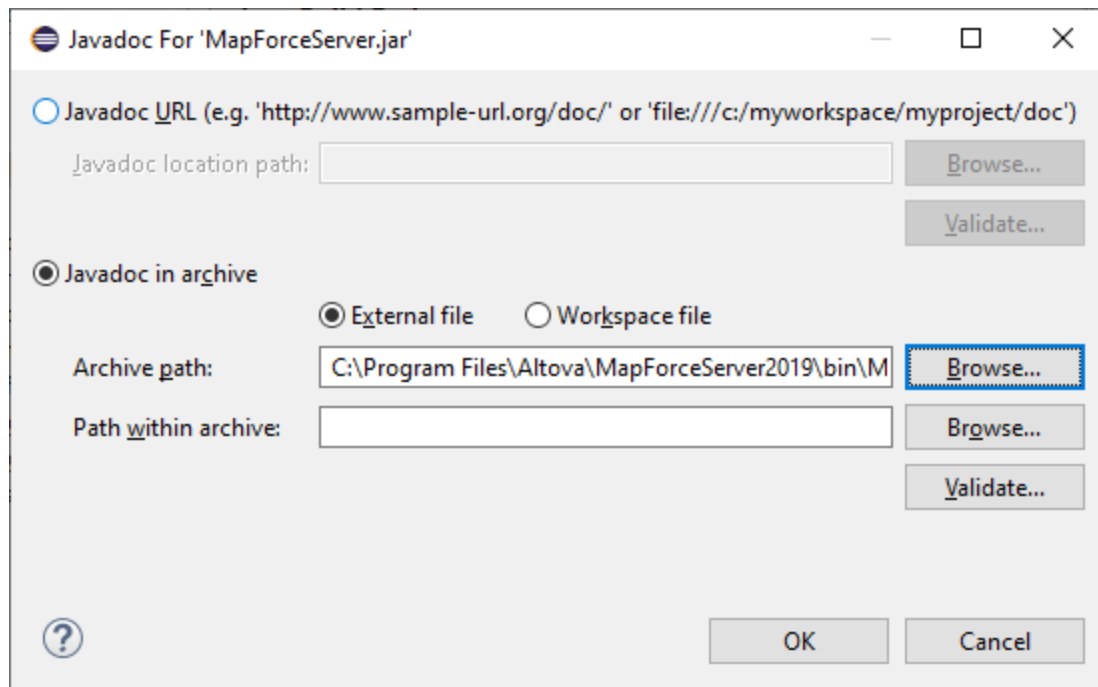 Javadoc For 'MapForceServer.jar'
Javadoc URL (e.g. 'http://www.sample-url.org/doc/' or 'file:///c:/myworkspace/myproject/doc')
Javadoc location path: Browse...
Validate...
Javadoc in archive
External file Workspace file
Archive path: C:\Program Files\Altova\MapForceServer2019\bin\M Browse...
Path within archive: Browse...
Validate...
? OK Cancel